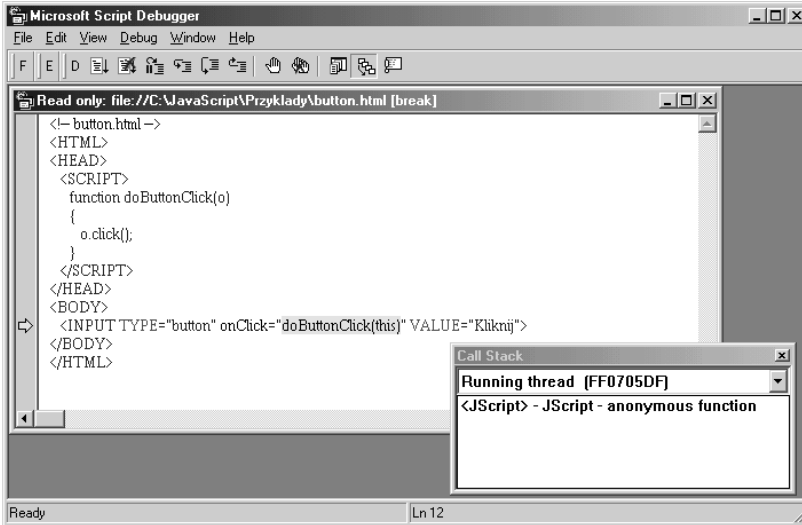 Microsoft Script Debugger
File Edit View Debug Window Help
F E D
Read only: file://C:\JavaScript\Przyklady\button.html [break]
<!-- button.html -->
<HTML>
<HEAD>
<SCRIPT>
function doButtonClick(o)
{
o.click();
}
</SCRIPT>
</HEAD>
<BODY>
<INPUT TYPE="button" onClick="doButtonClick(this)" VALUE="Kliknij">
</BODY>
</HTML>
Call Stack
Running thread (FF0705DF)
<JScript> - JScript - anonymous function
Ready Ln 12